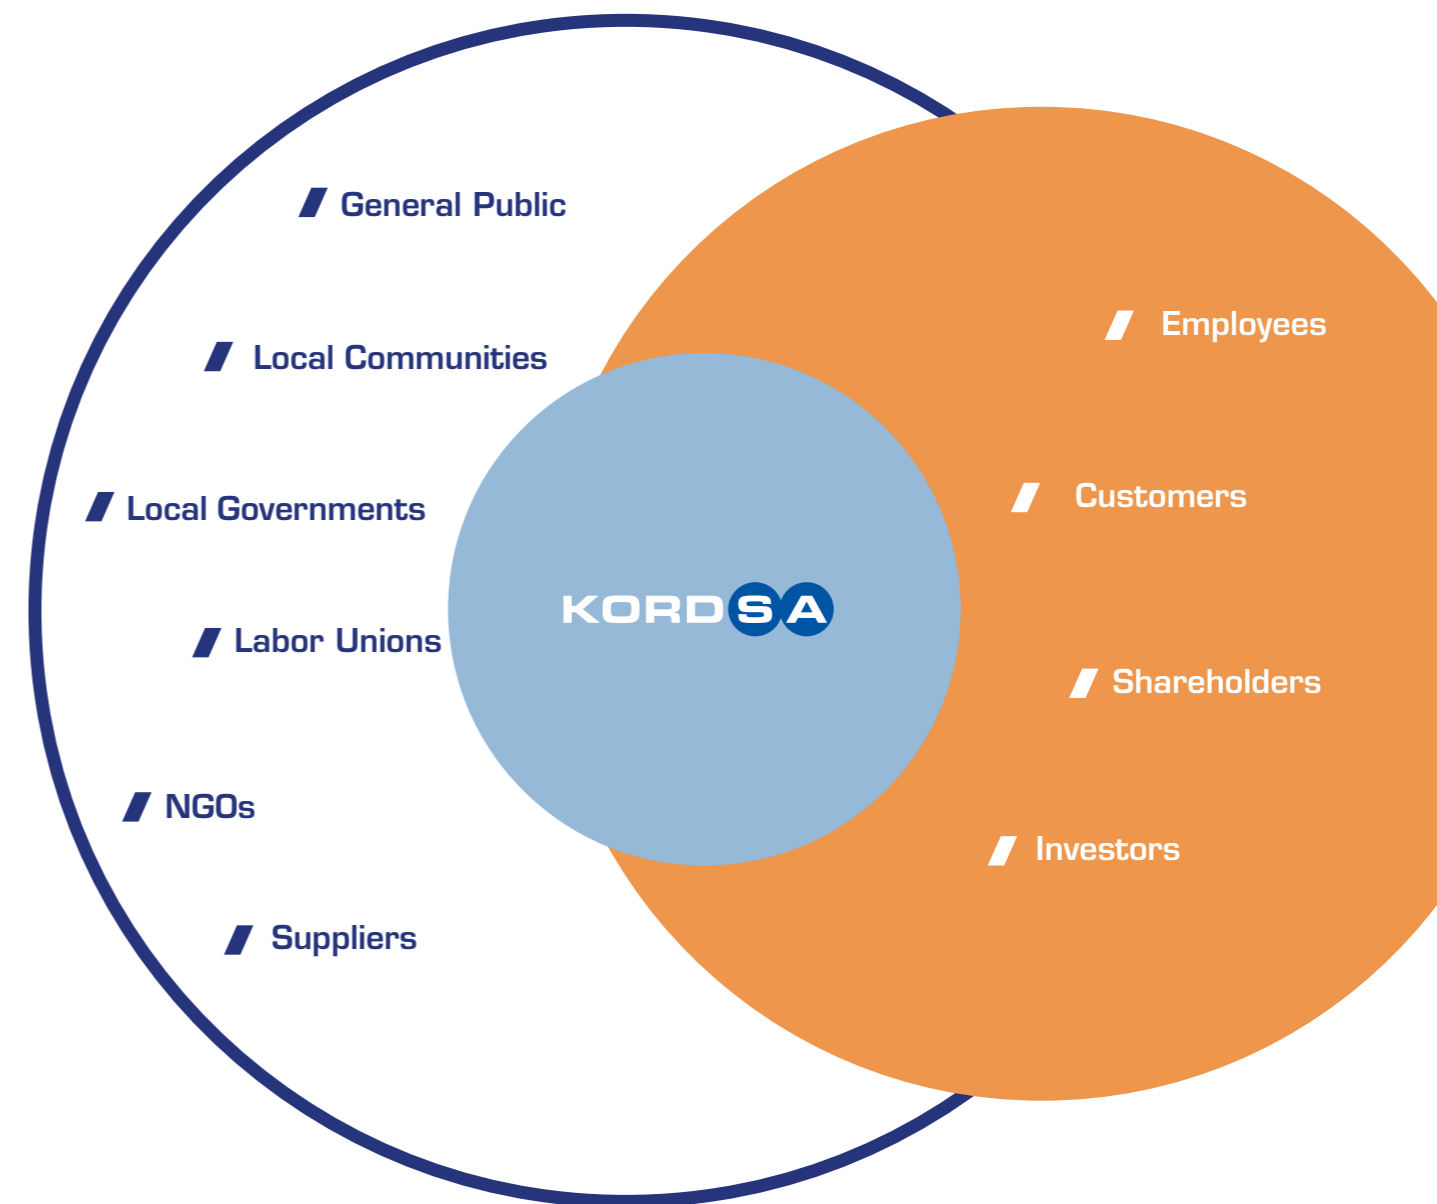 General Public
Local Communities
Local Governments
Labor Unions
NGOs
Suppliers
KORDSA
Employees
Customers
Shareholders
Investors